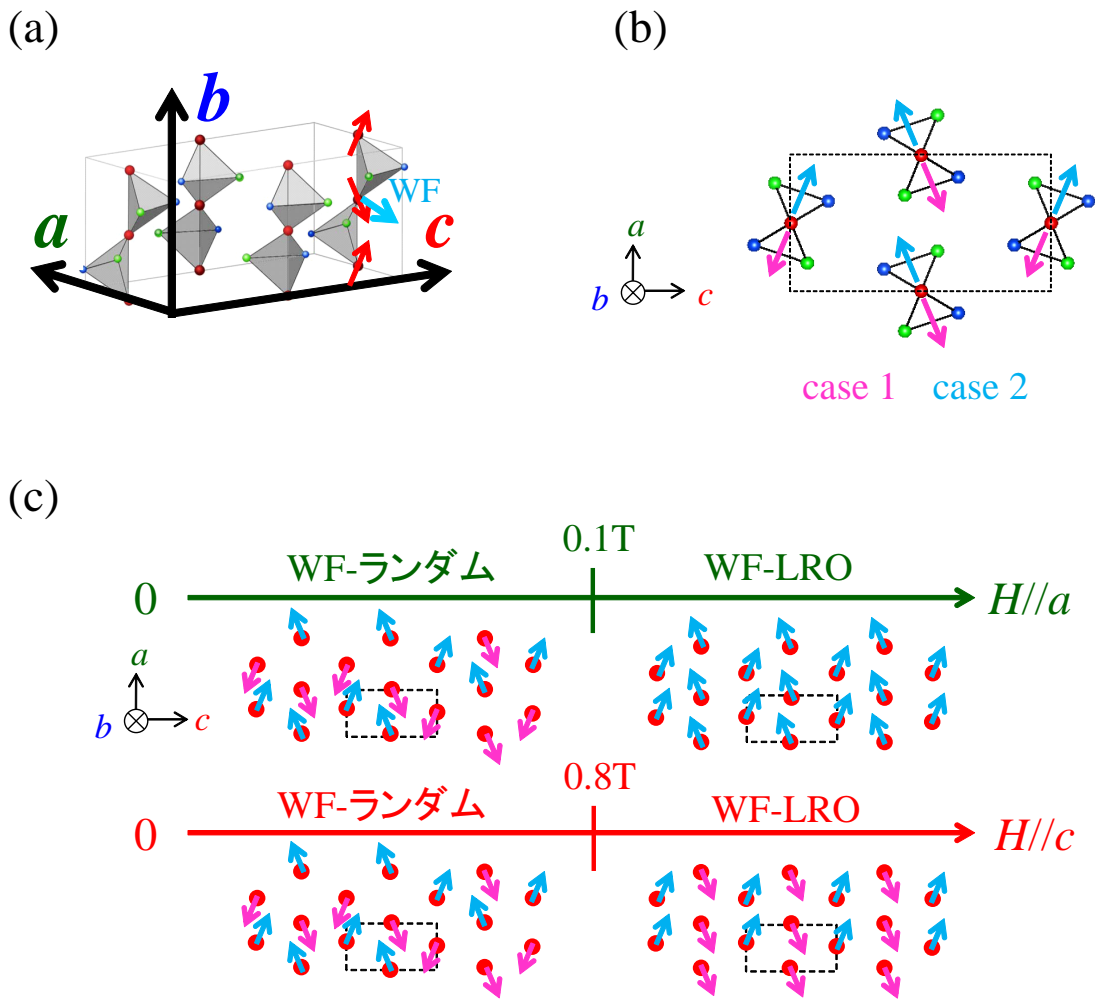 (a)
b
a
c
WF
(b)
a
b
c
case 1 case 2
(c)
0.1T
WF-ランダム WF-LRO
0 H//a
a
b
c
0.8T
WF-ランダム WF-LRO
0 H//c